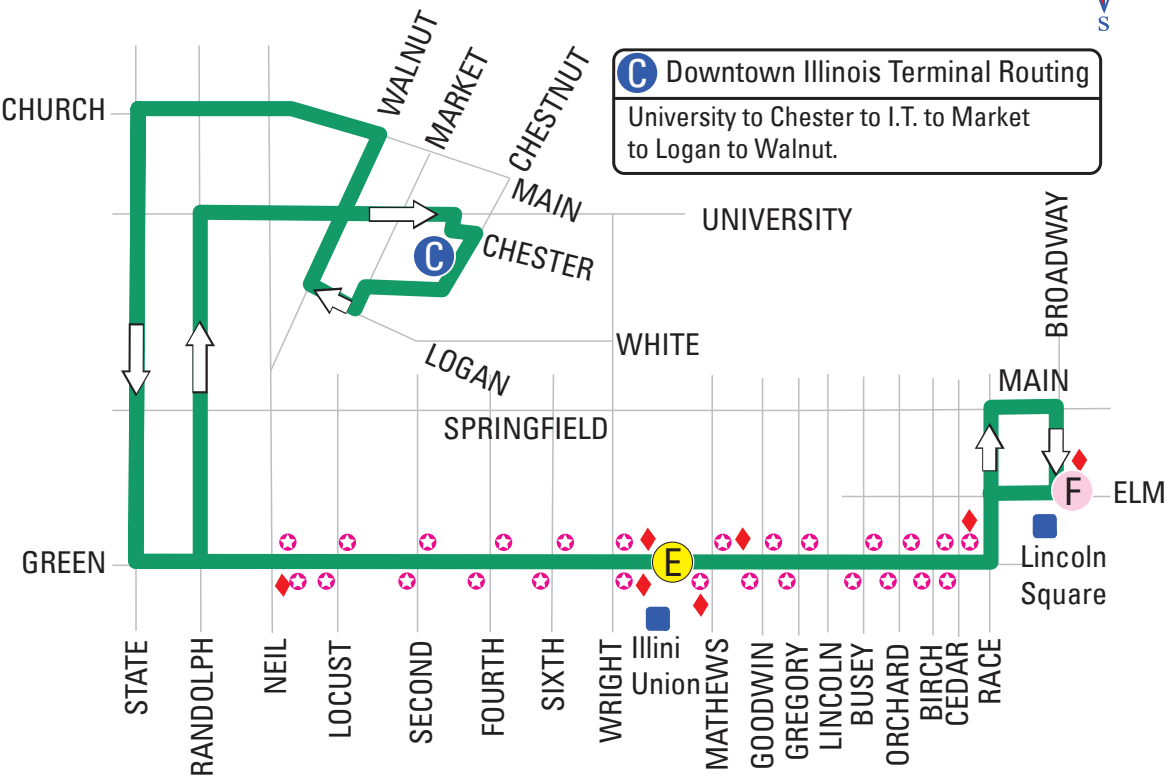 S
C Downtown Illinois Terminal Routing
University to Chester to I.T. to Market
to Logan to Walnut.
WALNUT
MARKET
CHESTNUT
CHURCH
MAIN
UNIVERSITY
BROADWAY
C
CHESTER
WHITE
LOGAN
MAIN
SPRINGFIELD
F
ELM
GREEN
E
Lincoln
Square
Illini
Union
STATE
RANDOLPH
NEIL
LOCUST
SECOND
FOURTH
SIXTH
WRIGHT
MATHEWS
GOODWIN
GREGORY
LINCOLN
BUSEY
ORCHARD
BIRCH
CEDAR
RACE